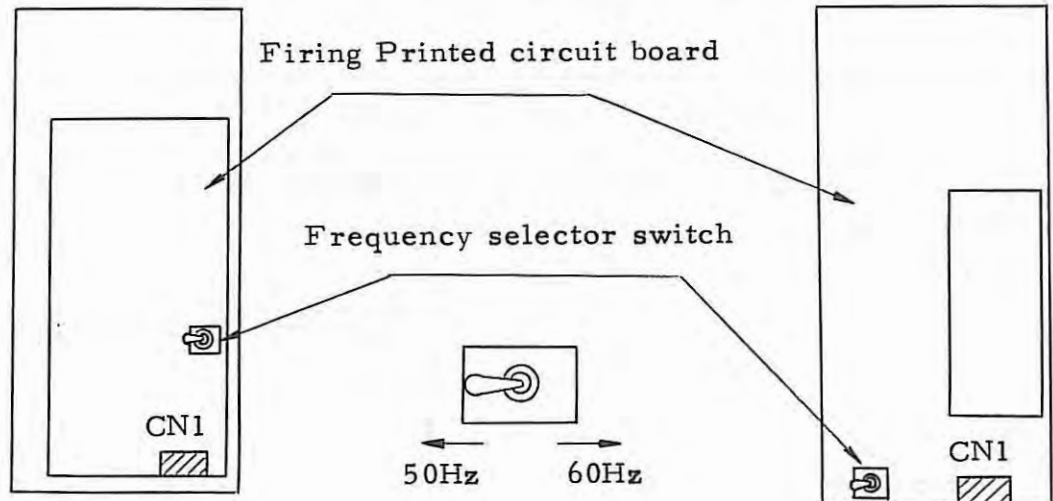 Firing Printed circuit board
Frequency selector switch
CN1
50Hz
60Hz
CN1